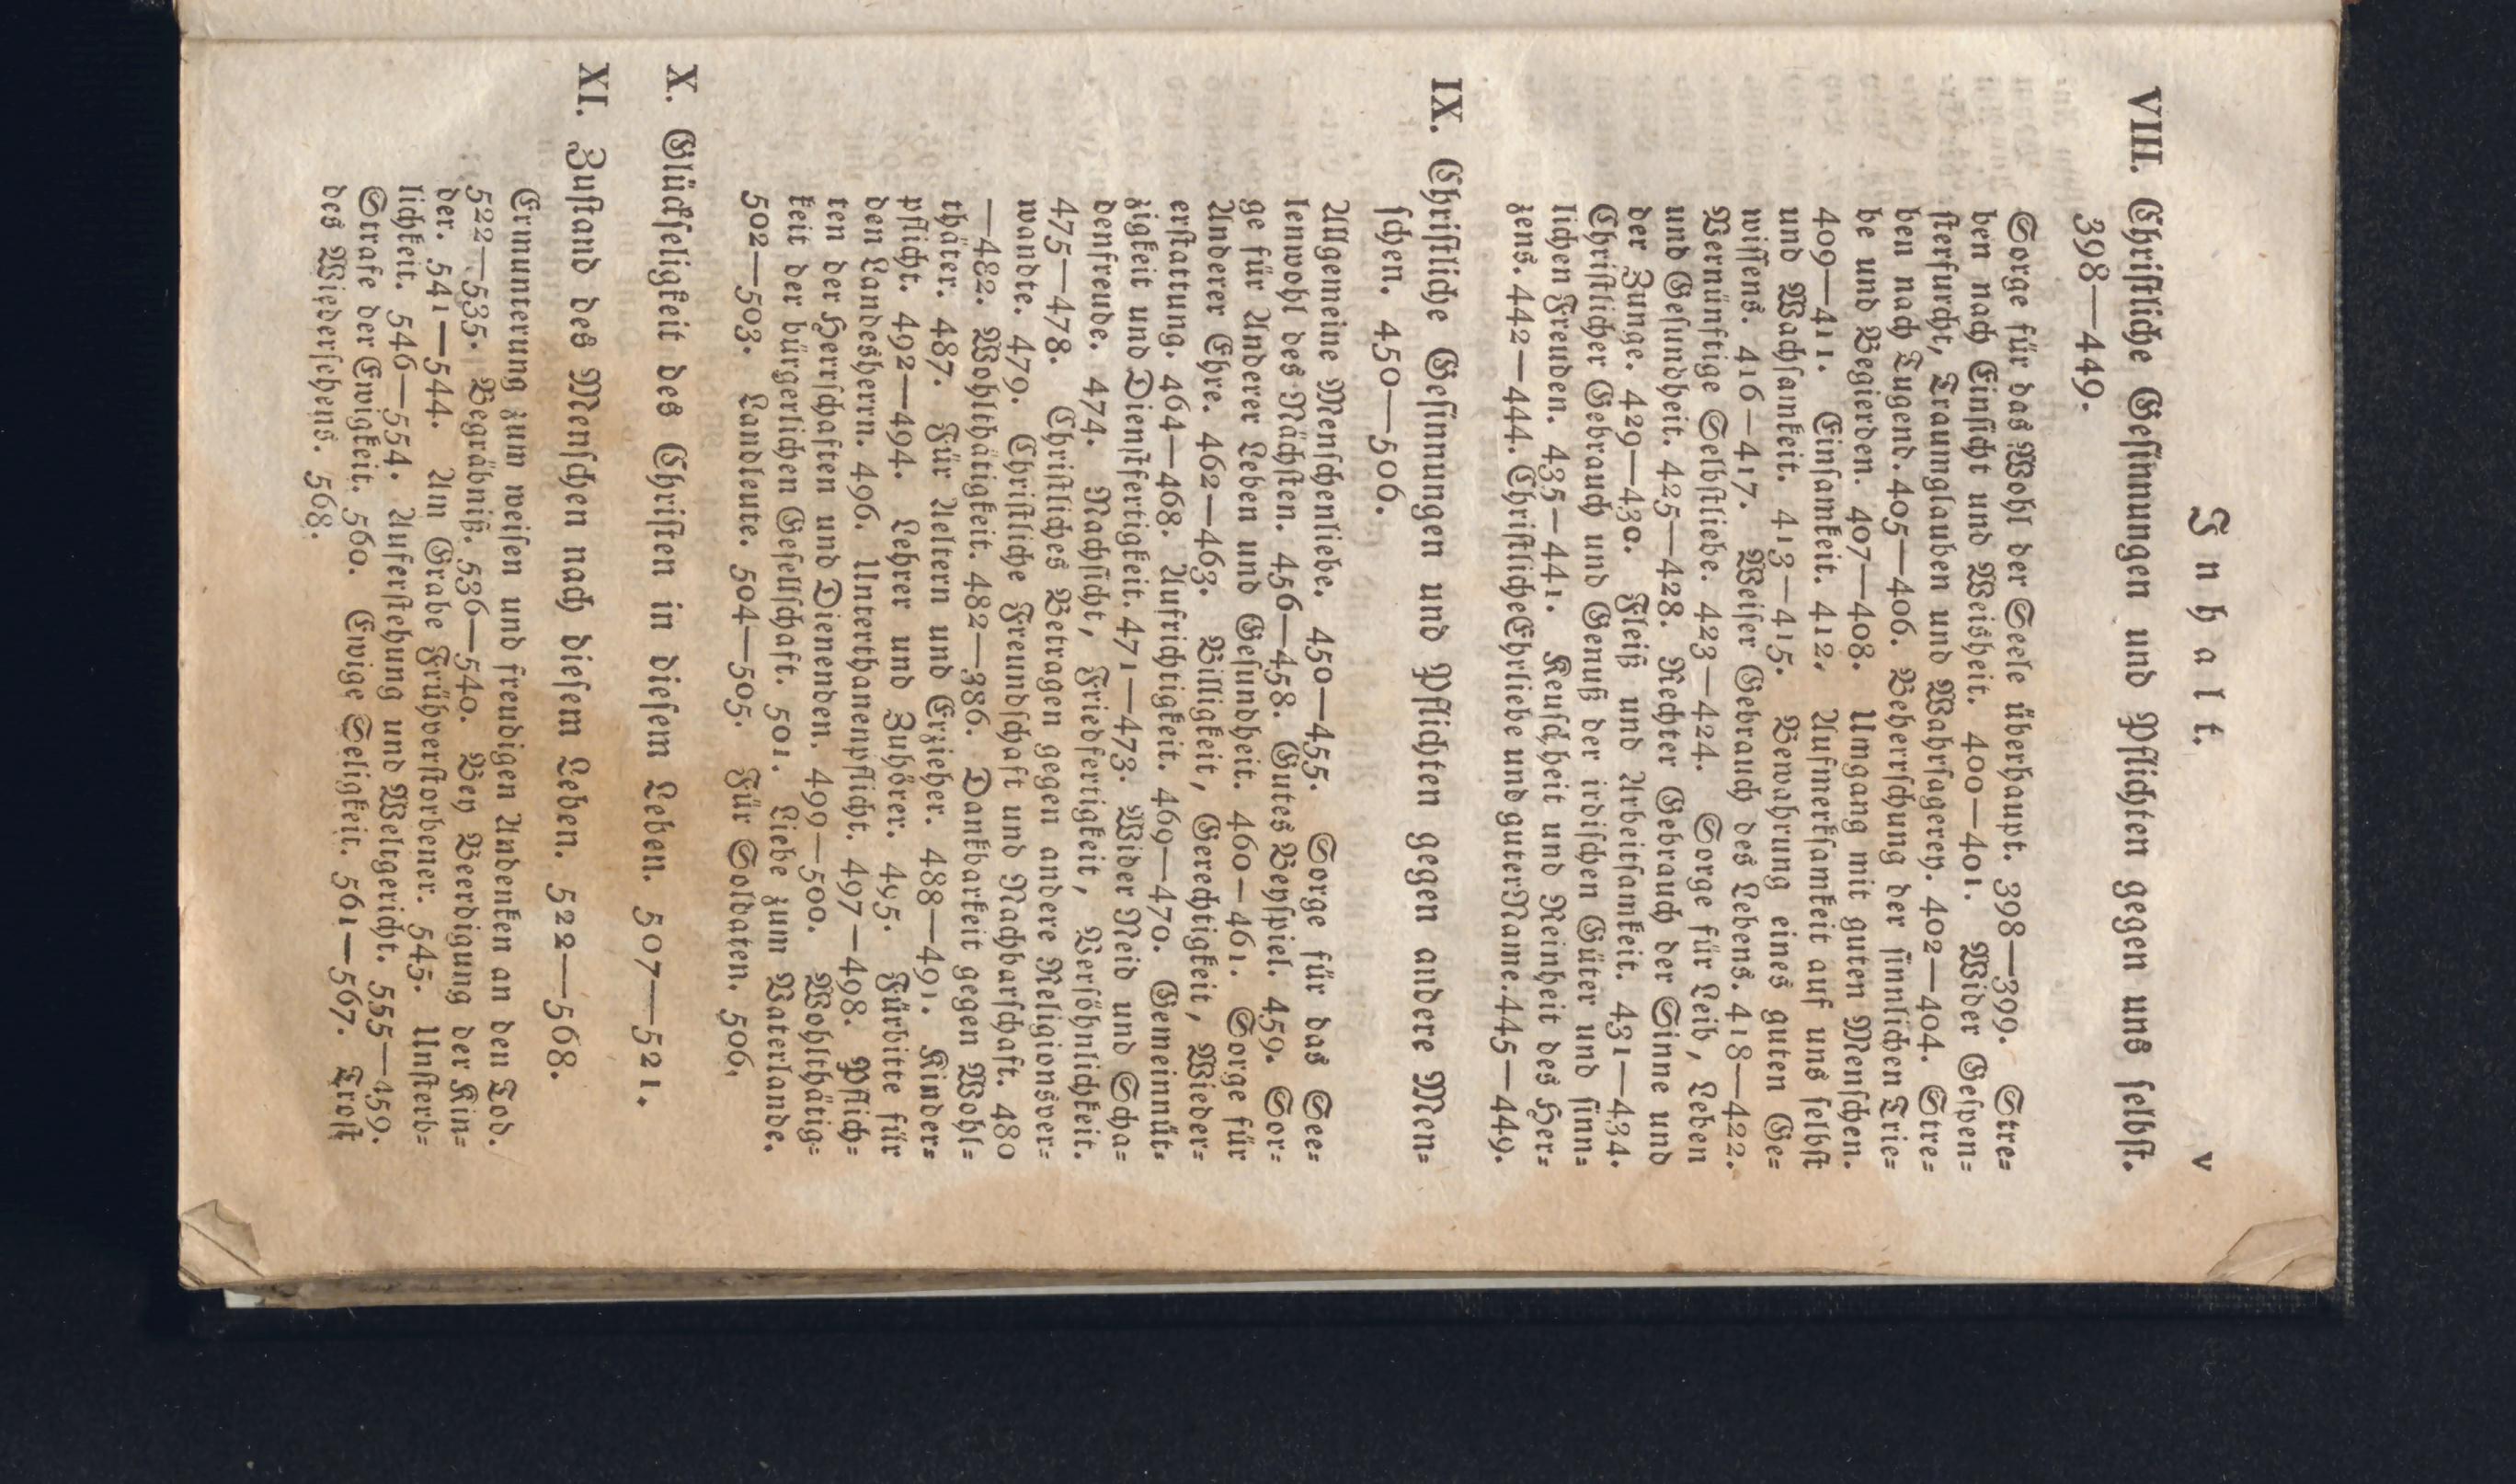 Inhalt. v
VIII. Chriſtliche Geſinnungen und Pflichten gegen uns ſelbſt.
398—449.
Sorge für das Wohl der Seele überhaupt. 398—399. Stre=
ben nach Einſicht und Weisheit. 400—401. Wider Geſpen=
ſterfurcht, Traumglauben und Wahrſagerey. 402—404. Stre=
ben nach Tugend. 405—406. Beherrſchung der ſinnlichen Trie=
be und Begierden. 407—408. Umgang mit guten Menſchen.
409—411. Einſamkeit. 412. Aufmerkſamkeit auf uns ſelbſt
und Wachſamkeit. 413—415. Bewahrung eines guten Ge=
wiſſens. 416—417. Weiſer Gebrauch des Lebens. 418—422.
Vernünftige Selbſtliebe. 423—424. Sorge für Leib, Leben
und Geſundheit. 425—428. Rechter Gebrauch der Sinne und
der Zunge. 429—430. Fleiß und Arbeitſamkeit. 431—434.
Chriſtlicher Gebrauch und Genuß der irdiſchen Güter und ſinn=
lichen Freuden. 435—441. Keuſchheit und Reinheit des Her=
zens. 442—444. Chriſtliche Ehrliebe und guter Name. 445—449.
IX. Chriſtliche Geſinnungen und Pflichten gegen andere Men=
ſchen. 450—506.
Allgemeine Menſchenliebe. 450—455. Sorge für das See=
lenwohl des Nächſten. 456—458. Gutes Beyſpiel. 459. Sor=
ge für Anderer Leben und Geſundheit. 460—461. Sorge für
Anderer Ehre. 462—463. Billigkeit, Gerechtigkeit, Wieder=
erſtattung. 464—468. Aufrichtigkeit. 469—470. Gemeinnüt=
zigkeit und Dienſtfertigkeit. 471—473. Wider Neid und Scha=
denfreude. 474. Nachſicht, Friedfertigkeit, Verſöhnlichkeit.
475—478. Chriſtliches Betragen gegen andere Religionsver=
wandte. 479. Chriſtliche Freundſchaft und Nachbarſchaft. 480
—482. Wohlthätigkeit. 482—386. Dankbarkeit gegen Wohl=
thäter. 487. Für Aeltern und Erzieher. 488—491. Kinder=
pflicht. 492—494. Lehrer und Zuhörer. 495. Fürbitte für
den Landesherrn. 496. Unterthanenpflicht. 497—498. Pflich=
ten der Herrſchaften und Dienenden. 499—500. Wohlthätig=
keit der bürgerlichen Geſellſchaft. 501. Liebe zum Vaterlande.
502—503. Landleute. 504—505. Für Soldaten. 506.
X. Glückſeligkeit des Chriſten in dieſem Leben. 507—521.
XI. Zuſtand des Menſchen nach dieſem Leben. 522—568.
Ermunterung zum weiſen und freudigen Andenken an den Tod.
522—535. Begräbniß. 536—540. Bey Beerdigung der Kin=
der. 541—544. Am Grabe Frühverſtorbener. 545. Unſterb=
lichkeit. 546—554. Auferſtehung und Weltgericht. 555—459.
Strafe der Ewigkeit. 560. Ewige Seligkeit. 561—567. Troſt
des Wiederſehens. 568.